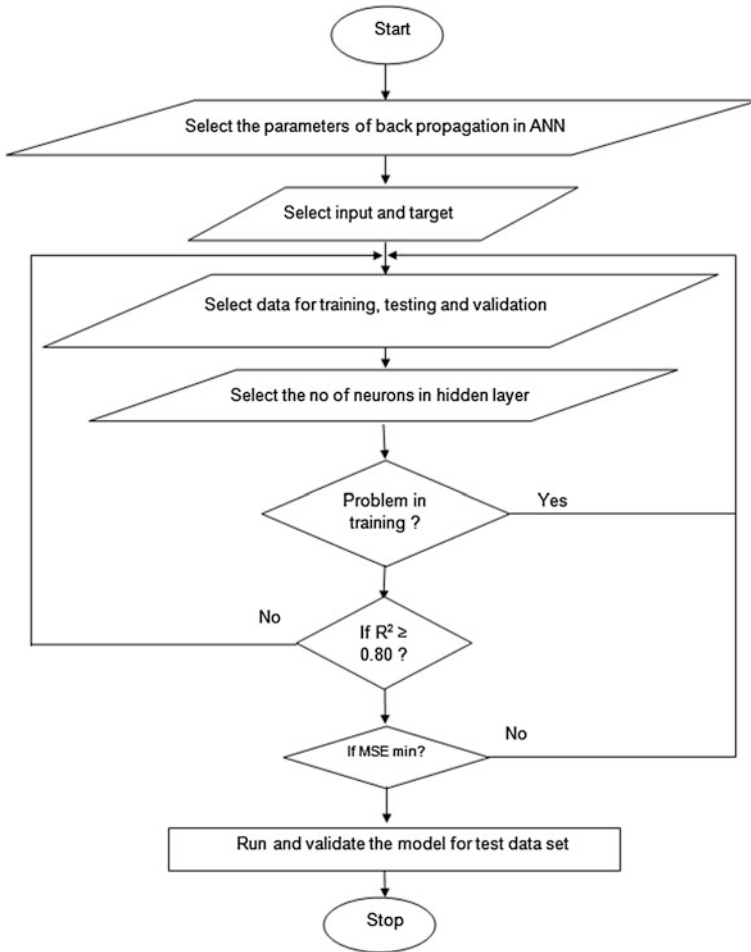 Start
Select the parameters of back propagation in ANN
Select input and target
Select data for training, testing and validation
Select the no of neurons in hidden layer
Problem in
training ?
Yes
No
If R² ≥
0.80 ?
If MSE min?
No
Run and validate the model for test data set
Stop